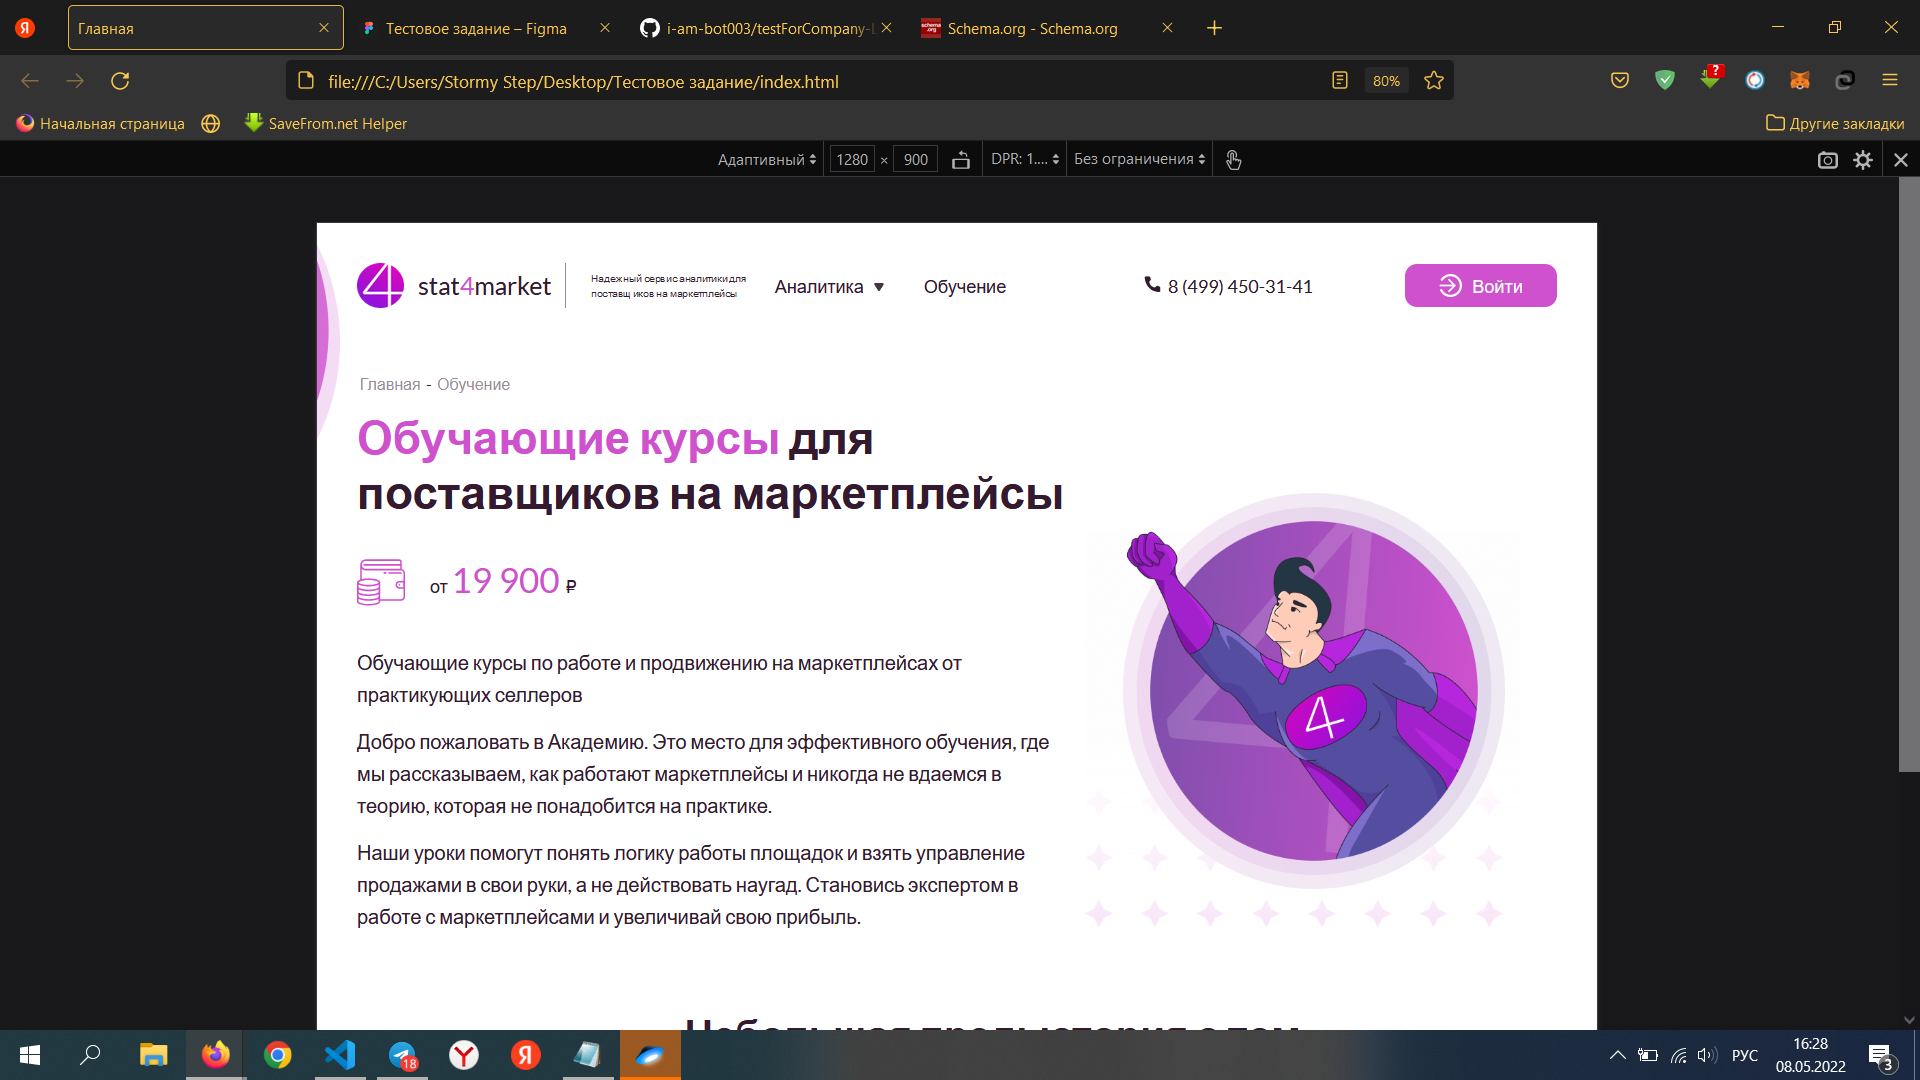 Главная
Тестовое задание – Figma
i-am-bot003/testForCompany-L
Schema.org - Schema.org
file:///C:/Users/Stormy Step/Desktop/Тестовое задание/index.html
80%
Начальная страница
SaveFrom.net Helper
Другие закладки
Адаптивный
1280 × 900
DPR: 1....
Без ограничения
stat4market
Надежный сервис аналитики для
поставщиков на маркетплейсы
Аналитика
Обучение
8 (499) 450-31-41
Войти
Главная - Обучение
Обучающие курсы для
поставщиков на маркетплейсы
от 19 900 ₽
Обучающие курсы по работе и продвижению на маркетплейсах от
практикующих селлеров
Добро пожаловать в Академию. Это место для эффективного обучения, где
мы рассказываем, как работают маркетплейсы и никогда не вдаемся в
теорию, которая не понадобится на практике.
Наши уроки помогут понять логику работы площадок и взять управление
продажами в свои руки, а не действовать наугад. Становись экспертом в
работе с маркетплейсами и увеличивай свою прибыль.
4
Небольшая предыстория о том
18
РУС
16:28
08.05.2022
3